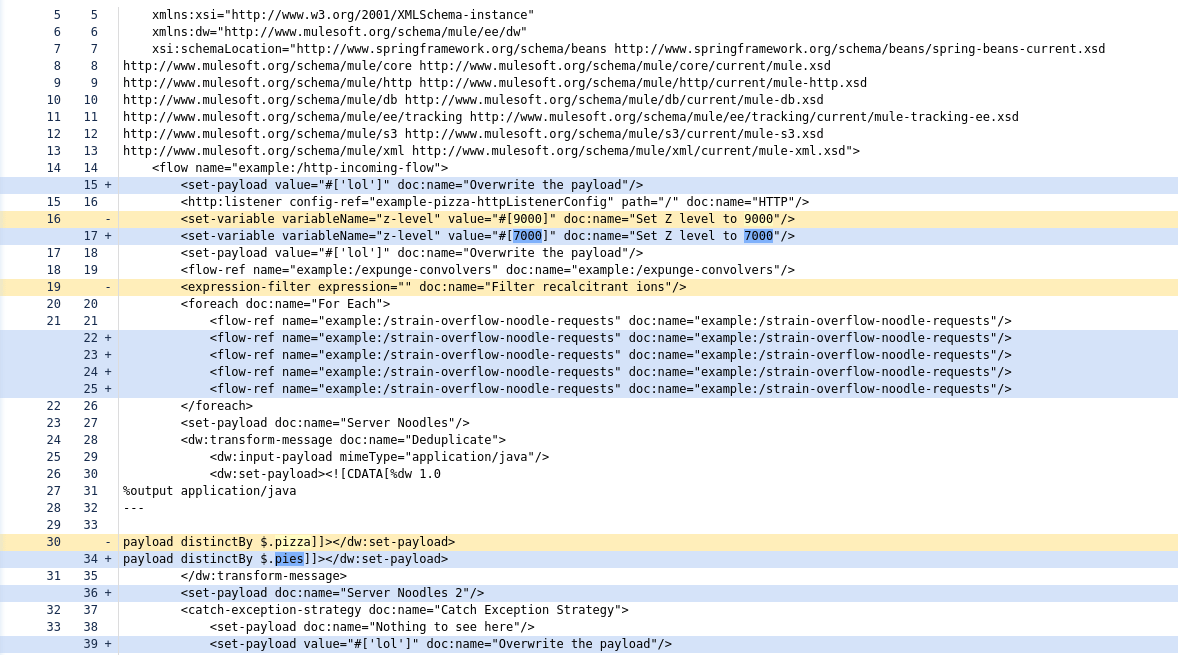 5 5     xmlns:xsi="http://www.w3.org/2001/XMLSchema-instance"
6 6     xmlns:dw="http://www.mulesoft.org/schema/mule/ee/dw"
7 7     xsi:schemaLocation="http://www.springframework.org/schema/beans http://www.springframework.org/schema/beans/spring-beans-current.xsd
8 8 http://www.mulesoft.org/schema/mule/core http://www.mulesoft.org/schema/mule/core/current/mule.xsd
9 9 http://www.mulesoft.org/schema/mule/http http://www.mulesoft.org/schema/mule/http/current/mule-http.xsd
10 10 http://www.mulesoft.org/schema/mule/db http://www.mulesoft.org/schema/mule/db/current/mule-db.xsd
11 11 http://www.mulesoft.org/schema/mule/ee/tracking http://www.mulesoft.org/schema/mule/ee/tracking/current/mule-tracking-ee.xsd
12 12 http://www.mulesoft.org/schema/mule/s3 http://www.mulesoft.org/schema/mule/s3/current/mule-s3.xsd
13 13 http://www.mulesoft.org/schema/mule/xml http://www.mulesoft.org/schema/mule/xml/current/mule-xml.xsd">
14 14     <flow name="example:/http-incoming-flow">
15 +         <set-payload value="#['lol']" doc:name="Overwrite the payload"/>
15 16         <http:listener config-ref="example-pizza-httpListenerConfig" path="/" doc:name="HTTP"/>
16 -         <set-variable variableName="z-level" value="#[9000]" doc:name="Set Z level to 9000"/>
17 +         <set-variable variableName="z-level" value="#[7000]" doc:name="Set Z level to 7000"/>
17 18         <set-payload value="#['lol']" doc:name="Overwrite the payload"/>
18 19         <flow-ref name="example:/expunge-convolvers" doc:name="example:/expunge-convolvers"/>
19 -         <expression-filter expression="" doc:name="Filter recalcitrant ions"/>
20 20         <foreach doc:name="For Each">
21 21             <flow-ref name="example:/strain-overflow-noodle-requests" doc:name="example:/strain-overflow-noodle-requests"/>
22 +             <flow-ref name="example:/strain-overflow-noodle-requests" doc:name="example:/strain-overflow-noodle-requests"/>
23 +             <flow-ref name="example:/strain-overflow-noodle-requests" doc:name="example:/strain-overflow-noodle-requests"/>
24 +             <flow-ref name="example:/strain-overflow-noodle-requests" doc:name="example:/strain-overflow-noodle-requests"/>
25 +             <flow-ref name="example:/strain-overflow-noodle-requests" doc:name="example:/strain-overflow-noodle-requests"/>
22 26         </foreach>
23 27         <set-payload doc:name="Server Noodles"/>
24 28         <dw:transform-message doc:name="Deduplicate">
25 29             <dw:input-payload mimeType="application/java"/>
26 30             <dw:set-payload><![CDATA[%dw 1.0
27 31 %output application/java
28 32 ---
29 33
30 - payload distinctBy $.pizza]]></dw:set-payload>
34 + payload distinctBy $.pies]]></dw:set-payload>
31 35         </dw:transform-message>
36 +         <set-payload doc:name="Server Noodles 2"/>
32 37         <catch-exception-strategy doc:name="Catch Exception Strategy">
33 38             <set-payload doc:name="Nothing to see here"/>
39 +             <set-payload value="#['lol']" doc:name="Overwrite the payload"/>